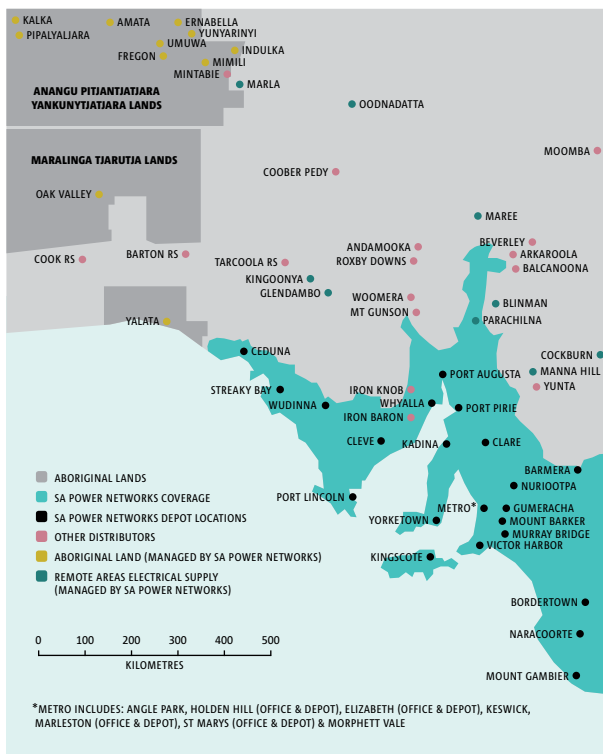 KALKA
AMATA
ERNABELLA
PIPALYALJARA
YUNYARINYI
UMUWA
INDULKA
FREGON
MIMILI
MINTABIE
MARLA
ANANGU PITJANTJATJARA
YANKUNYTJATJARA LANDS
OODNADATTA
MARALINGA TJARUTJA LANDS
MOOMBA
COOBER PEDY
OAK VALLEY
MAREE
BEVERLEY
ANDAMOOKA
ARKAROOLA
COOK RS
BARTON RS
TARCOOLA RS
ROXBY DOWNS
BALCANOONA
KINGOONYA
GLENDAMBO
WOOMERA
BLINMAN
MT GUNSON
PARACHILNA
YALATA
CEDUNA
COCKBURN
PORT AUGUSTA
MANNA HILL
STREAKY BAY
IRON KNOB
YUNTA
WUDINNA
WHYALLA
PORT PIRIE
IRON BARON
CLEVE
KADINA
CLARE
BARMERA
NURIOOTPA
PORT LINCOLN
METRO*
GUMERACHA
YORKETOWN
MOUNT BARKER
MURRAY BRIDGE
VICTOR HARBOR
KINGSCOTE
BORDERTOWN
NARACOORTE
MOUNT GAMBIER
ABORIGINAL LANDS
SA POWER NETWORKS COVERAGE
SA POWER NETWORKS DEPOT LOCATIONS
OTHER DISTRIBUTORS
ABORIGINAL LAND (MANAGED BY SA POWER NETWORKS)
REMOTE AREAS ELECTRICAL SUPPLY
(MANAGED BY SA POWER NETWORKS)
0 100 200 300 400 500
KILOMETRES
*METRO INCLUDES: ANGLE PARK, HOLDEN HILL (OFFICE & DEPOT), ELIZABETH (OFFICE & DEPOT), KESWICK,
MARLESTON (OFFICE & DEPOT), ST MARYS (OFFICE & DEPOT) & MORPHETT VALE